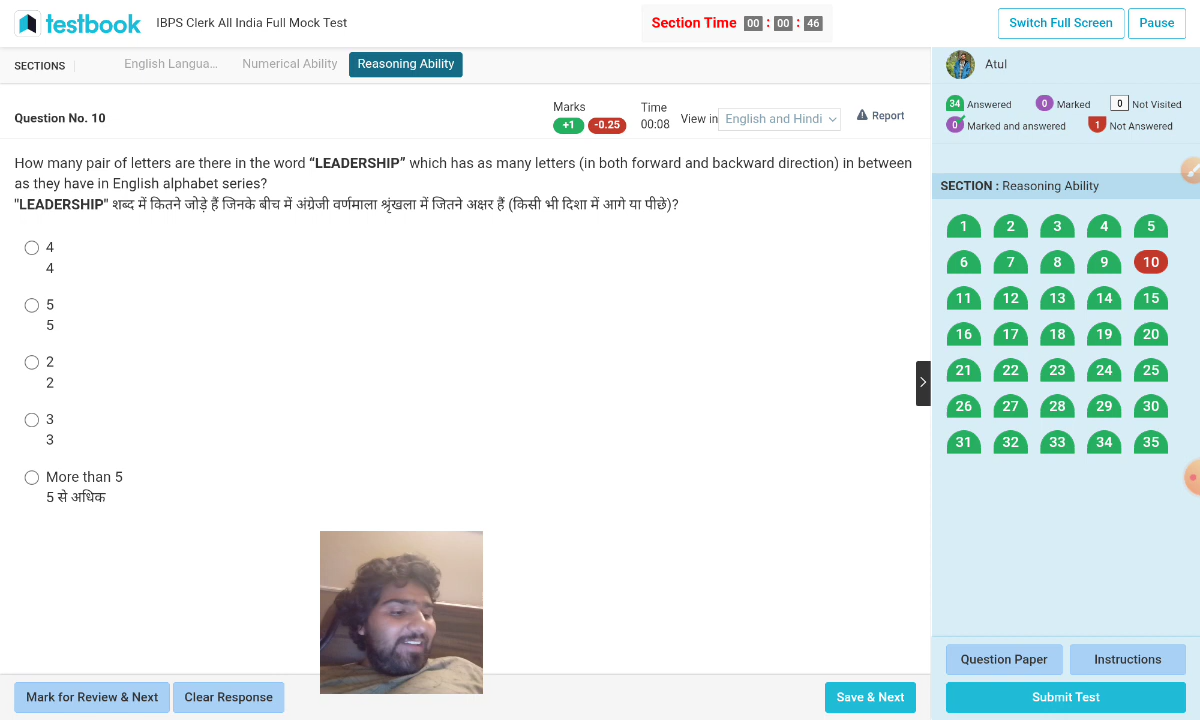 testbook
IBPS Clerk All India Full Mock Test
Section Time 00 : 00 : 46
Switch Full Screen
Pause
SECTIONS
English Langua...
Numerical Ability
Reasoning Ability
Atul
34 Answered
0 Marked
0 Not Visited
0 Marked and answered
1 Not Answered
Question No. 10
Marks
+1 -0.25
Time
00:08
View in English and Hindi
Report
How many pair of letters are there in the word “LEADERSHIP” which has as many letters (in both forward and backward direction) in between
as they have in English alphabet series?
"LEADERSHIP" शब्द में कितने जोड़े हैं जिनके बीच में अंग्रेजी वर्णमाला श्रृंखला में जितने अक्षर हैं (किसी भी दिशा में आगे या पीछे)?
4
4
5
5
2
2
3
3
More than 5
5 से अधिक
SECTION : Reasoning Ability
1 2 3 4 5
6 7 8 9 10
11 12 13 14 15
16 17 18 19 20
21 22 23 24 25
26 27 28 29 30
31 32 33 34 35
Mark for Review & Next
Clear Response
Save & Next
Question Paper
Instructions
Submit Test